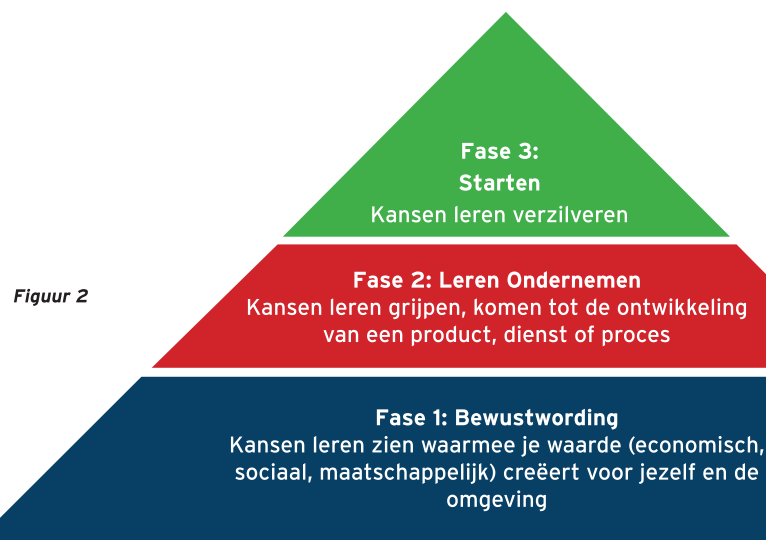 Fase 3:
Starten
Kansen leren verzilveren
Fase 2: Leren Ondernemen
Kansen leren grijpen, komen tot de ontwikkeling
van een product, dienst of proces
Figuur 2
Fase 1: Bewustwording
Kansen leren zien waarmee je waarde (economisch,
sociaal, maatschappelijk) creëert voor jezelf en de
omgeving